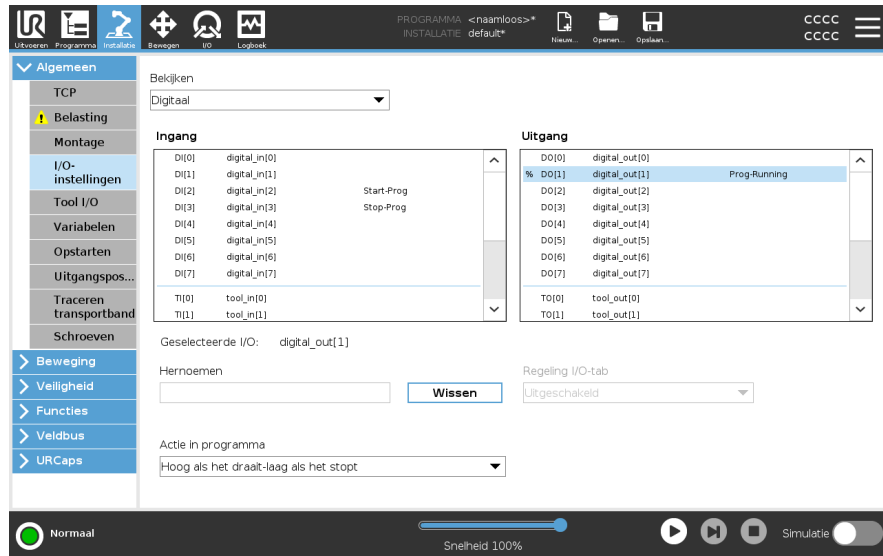 UR
PROGRAMMA <naamloos>*
INSTALLATIE default*
cccc
cccc
Uitvoeren Programma Installatie Bewegen I/O Logboek Nieuw... Openen... Opslaan...
Algemeen
TCP
Belasting
Montage
I/O-
instellingen
Tool I/O
Variabelen
Opstarten
Uitgangspos...
Traceren
transportband
Schroeven
Beweging
Veiligheid
Functies
Veldbus
URCaps
Bekijken
Digitaal
Ingang
DI[0] digital_in[0]
DI[1] digital_in[1]
DI[2] digital_in[2] Start-Prog
DI[3] digital_in[3] Stop-Prog
DI[4] digital_in[4]
DI[5] digital_in[5]
DI[6] digital_in[6]
DI[7] digital_in[7]
TI[0] tool_in[0]
TI[1] tool_in[1]
Uitgang
DO[0] digital_out[0]
% DO[1] digital_out[1] Prog-Running
DO[2] digital_out[2]
DO[3] digital_out[3]
DO[4] digital_out[4]
DO[5] digital_out[5]
DO[6] digital_out[6]
DO[7] digital_out[7]
TO[0] tool_out[0]
TO[1] tool_out[1]
Geselecteerde I/O: digital_out[1]
Hernoemen
Wissen
Regeling I/O-tab
Uitgeschakeld
Actie in programma
Hoog als het draait-laag als het stopt
Normaal
Snelheid 100%
Simulatie